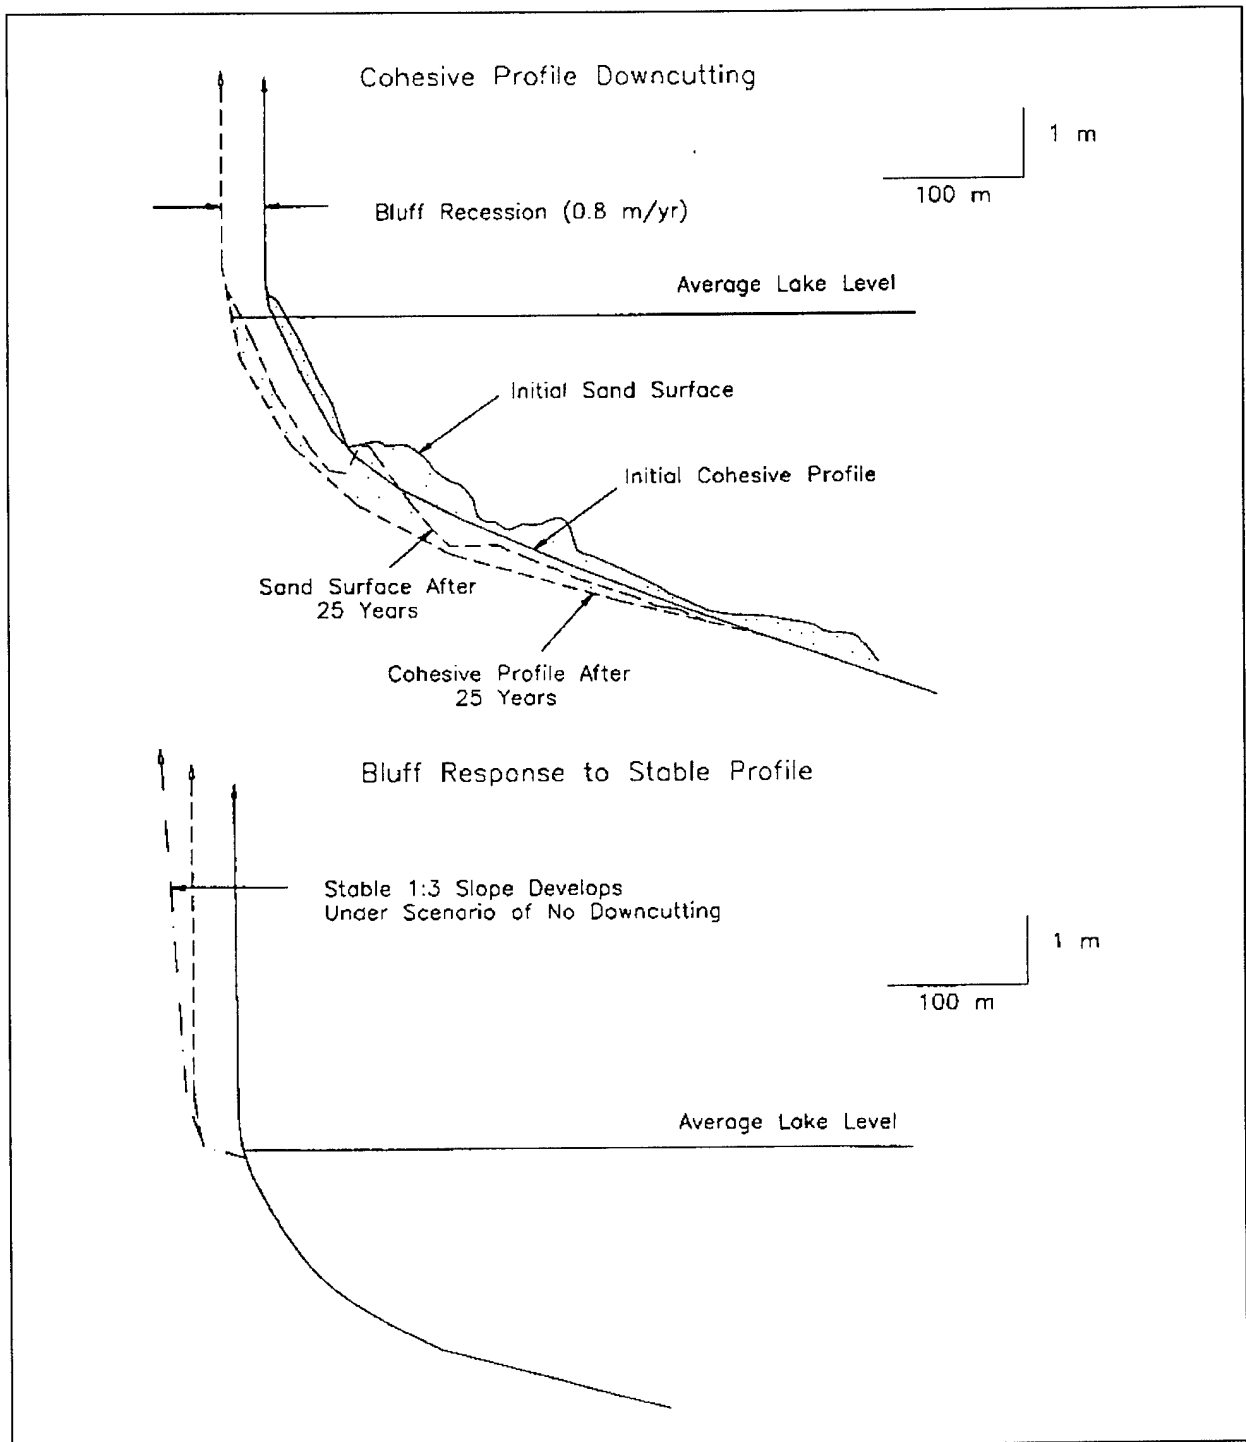 Cohesive Profile Downcutting
1 m
100 m
Bluff Recession (0.8 m/yr)
Average Lake Level
Initial Sand Surface
Initial Cohesive Profile
Sand Surface After
25 Years
Cohesive Profile After
25 Years
Bluff Response to Stable Profile
Stable 1:3 Slope Develops
Under Scenario of No Downcutting
1 m
100 m
Average Lake Level